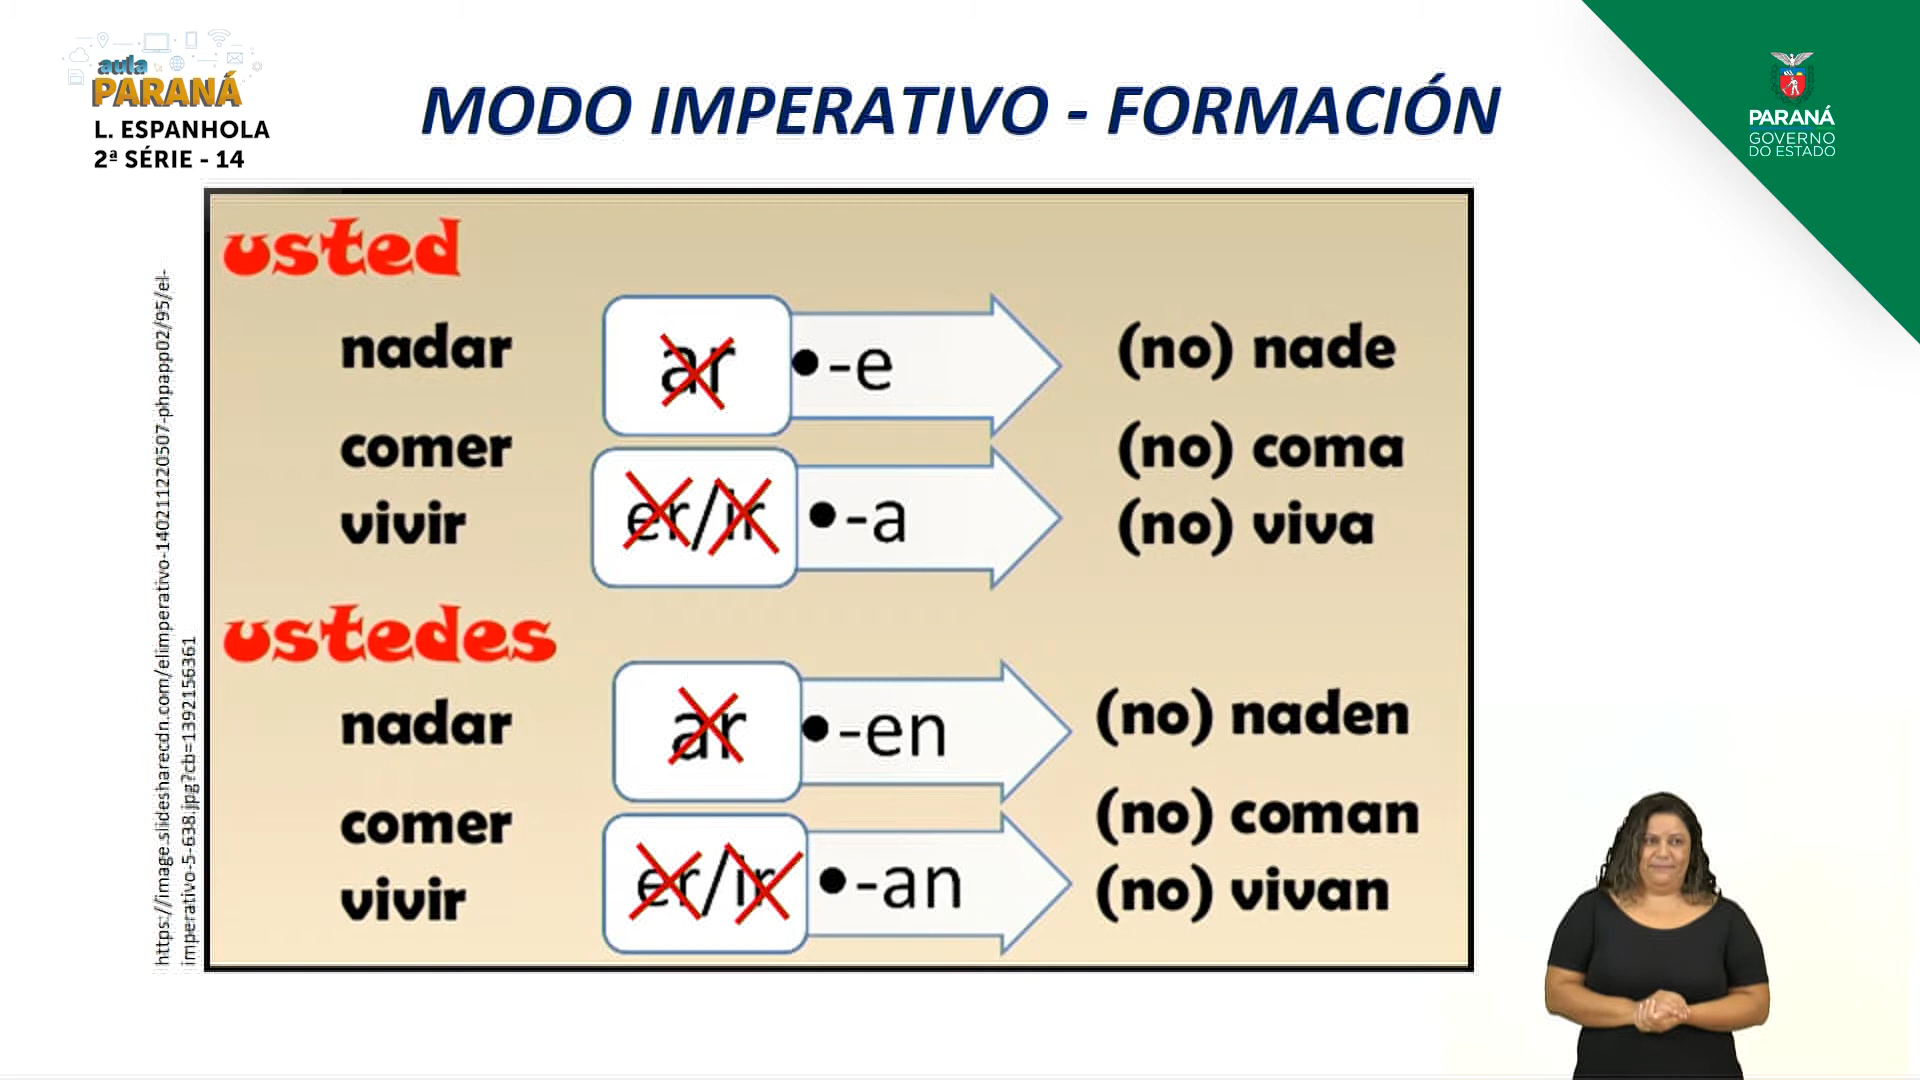 aula
PARANÁ
L. ESPANHOLA
2ª SÉRIE - 14
MODO IMPERATIVO - FORMACIÓN
PARANÁ
GOVERNO
DO ESTADO
https://image.slidesharecdn.com/elimperativo-140211220507-phpapp02/95/el-
imperativo-5-638.jpg?cb=1392156361
usted
nadar ar •-e (no) nade
comer (no) coma
er/ir •-a
vivir (no) viva
ustedes
nadar ar •-en (no) naden
comer (no) coman
er/ir •-an
vivir (no) vivan